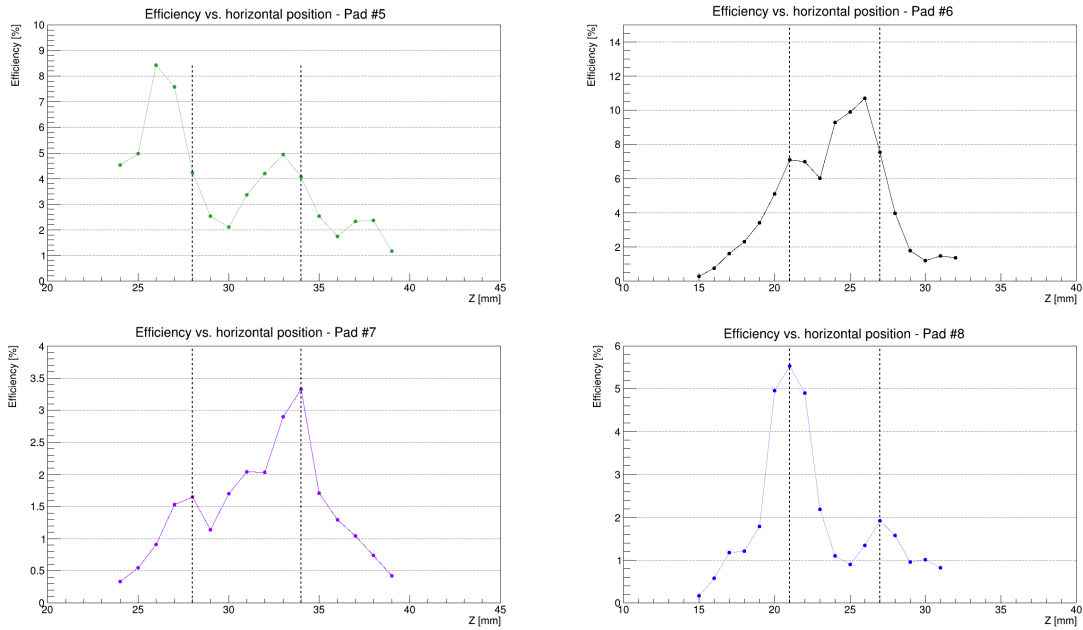 Efficiency vs. horizontal position - Pad #5
Efficiency [%]
10
9
8
7
6
5
4
3
2
1
0
20 25 30 35 40 45
Z [mm]
Efficiency vs. horizontal position - Pad #6
Efficiency [%]
14
12
10
8
6
4
2
0
10 15 20 25 30 35 40
Z [mm]
Efficiency vs. horizontal position - Pad #7
Efficiency [%]
4
3.5
3
2.5
2
1.5
1
0.5
0
20 25 30 35 40 45
Z [mm]
Efficiency vs. horizontal position - Pad #8
Efficiency [%]
6
5
4
3
2
1
0
10 15 20 25 30 35 40
Z [mm]